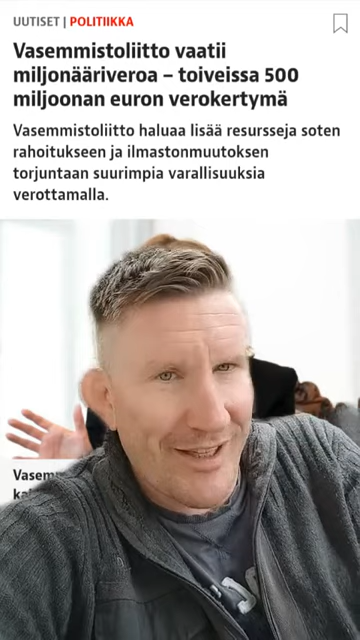 UUTISET | POLITIIKKA
Vasemmistoliitto vaatii
miljonääriveroa – toiveissa 500
miljoonan euron verokertymä
Vasemmistoliitto haluaa lisää resursseja soten
rahoitukseen ja ilmastonmuutoksen
torjuntaan suurimpia varallisuuksia
verottamalla.